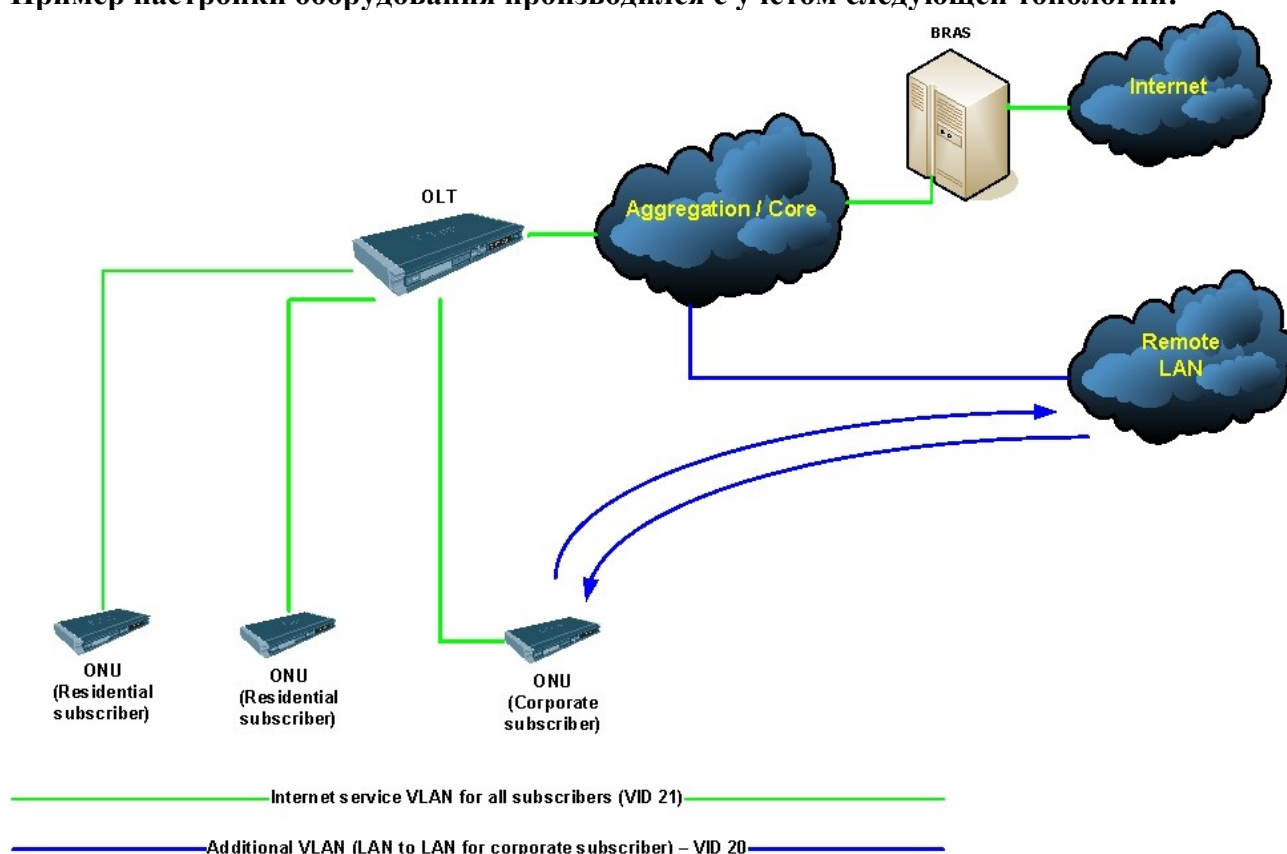 Пример настройки оборудования производился с учетом следующей топологии:
BRAS
Internet
OLT
Aggregation / Core
Remote
LAN
ONU
(Residential
subscriber)
ONU
(Residential
subscriber)
ONU
(Corporate
subscriber)
Internet service VLAN for all subscribers (VID 21)
Additional VLAN (LAN to LAN for corporate subscriber) – VID 20